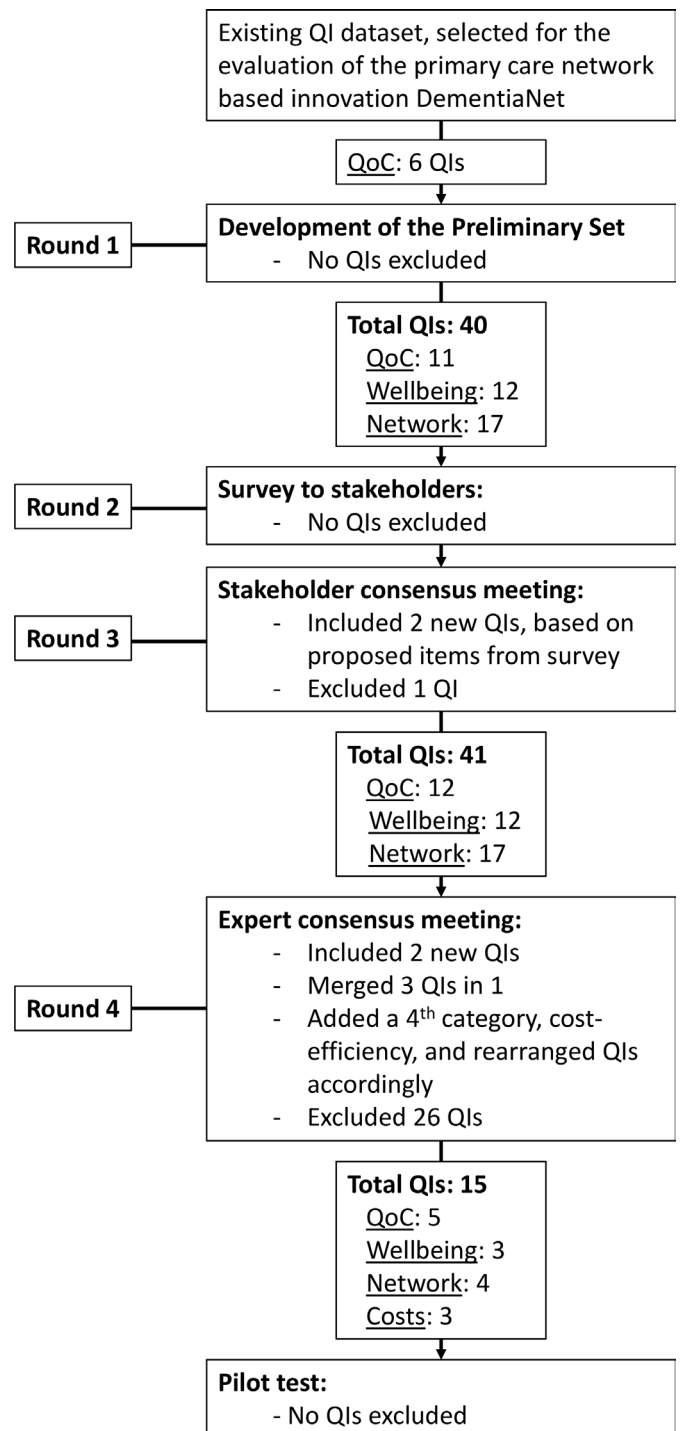 Existing QI dataset, selected for the
evaluation of the primary care network
based innovation DementiaNet
QoC: 6 QIs
Round 1
Development of the Preliminary Set
- No QIs excluded
Total QIs: 40
QoC: 11
Wellbeing: 12
Network: 17
Round 2
Survey to stakeholders:
- No QIs excluded
Round 3
Stakeholder consensus meeting:
- Included 2 new QIs, based on
proposed items from survey
- Excluded 1 QI
Total QIs: 41
QoC: 12
Wellbeing: 12
Network: 17
Round 4
Expert consensus meeting:
- Included 2 new QIs
- Merged 3 QIs in 1
- Added a 4th category, cost-
efficiency, and rearranged QIs
accordingly
- Excluded 26 QIs
Total QIs: 15
QoC: 5
Wellbeing: 3
Network: 4
Costs: 3
Pilot test:
- No QIs excluded